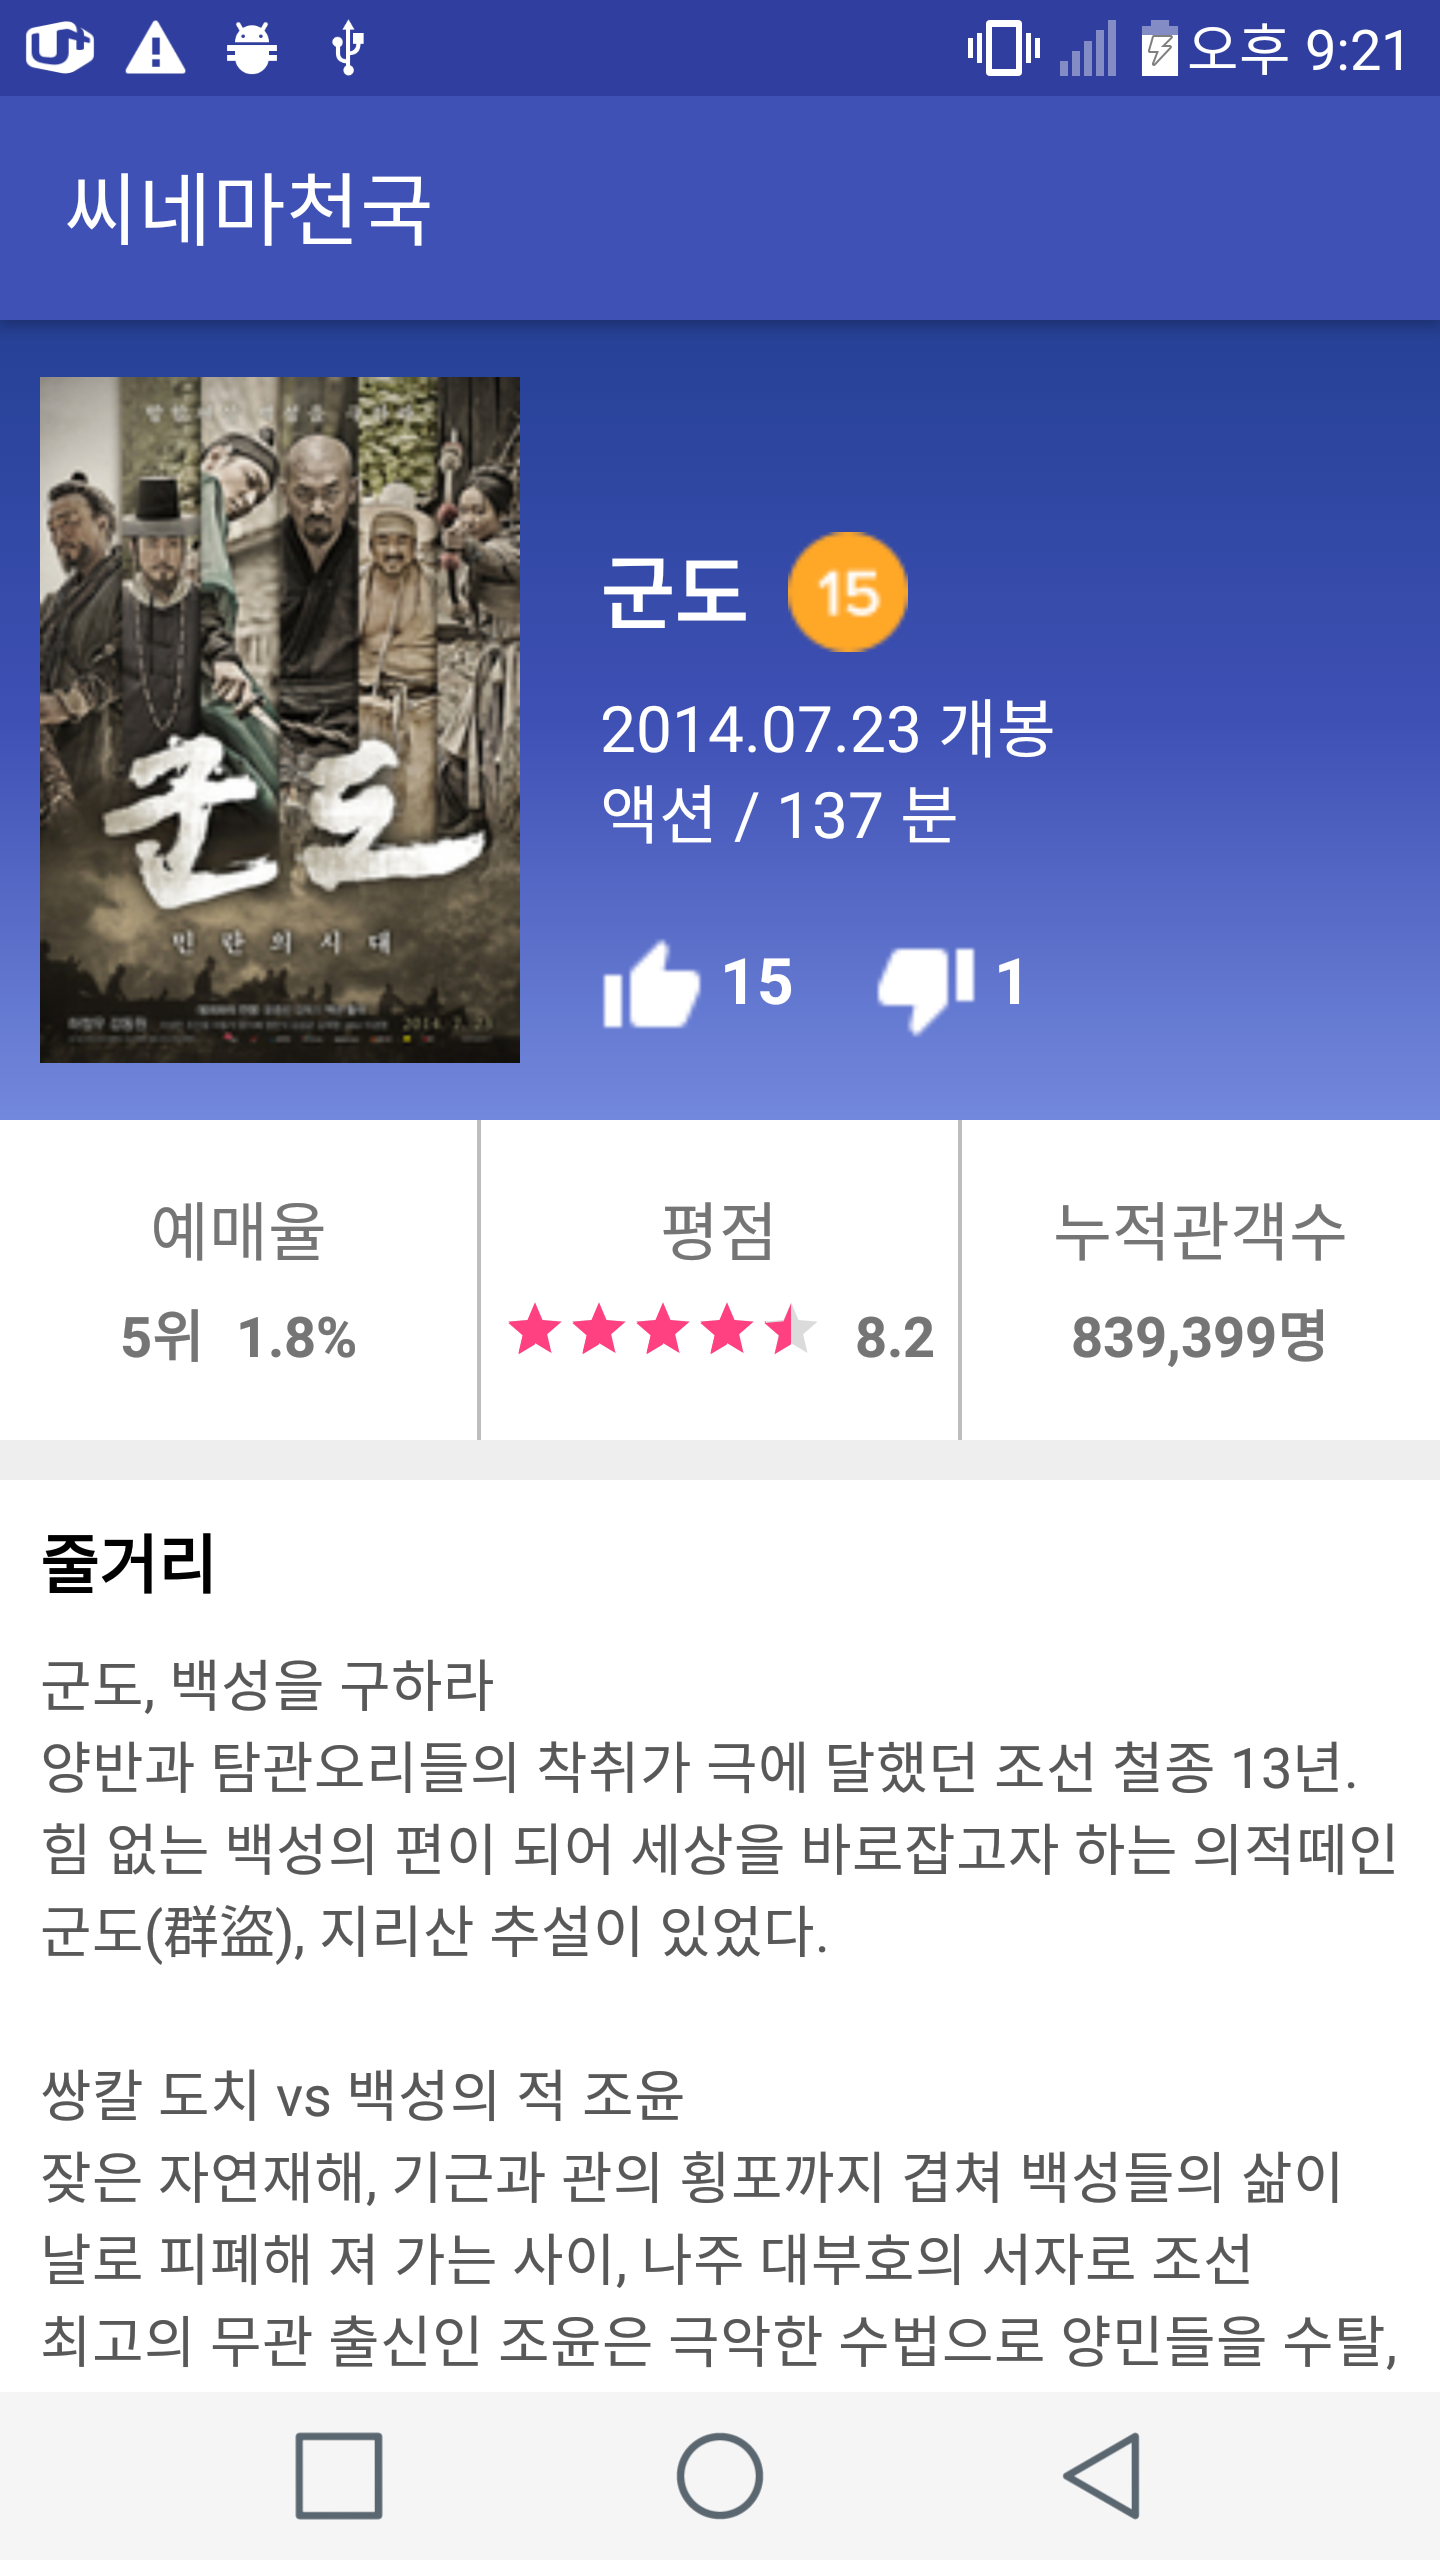 오후 9:21
씨네마천국
군도
민란의 시대
군도 15
2014.07.23 개봉
액션 / 137 분
15 1
예매율 평점 누적관객수
5위 1.8% 8.2 839,399명
줄거리
군도, 백성을 구하라
양반과 탐관오리들의 착취가 극에 달했던 조선 철종 13년.
힘 없는 백성의 편이 되어 세상을 바로잡고자 하는 의적떼인
군도(群盜), 지리산 추설이 있었다.
쌍칼 도치 vs 백성의 적 조윤
잦은 자연재해, 기근과 관의 횡포까지 겹쳐 백성들의 삶이
날로 피폐해 져 가는 사이, 나주 대부호의 서자로 조선
최고의 무관 출신인 조윤은 극악한 수법으로 양민들을 수탈,